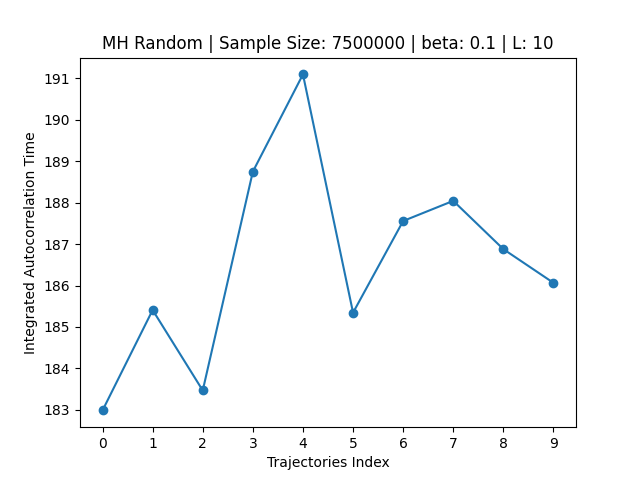 MH Random | Sample Size: 7500000 | beta: 0.1 | L: 10
191
190
189
188
187
186
185
184
183
Integrated Autocorrelation Time
0 1 2 3 4 5 6 7 8 9
Trajectories Index